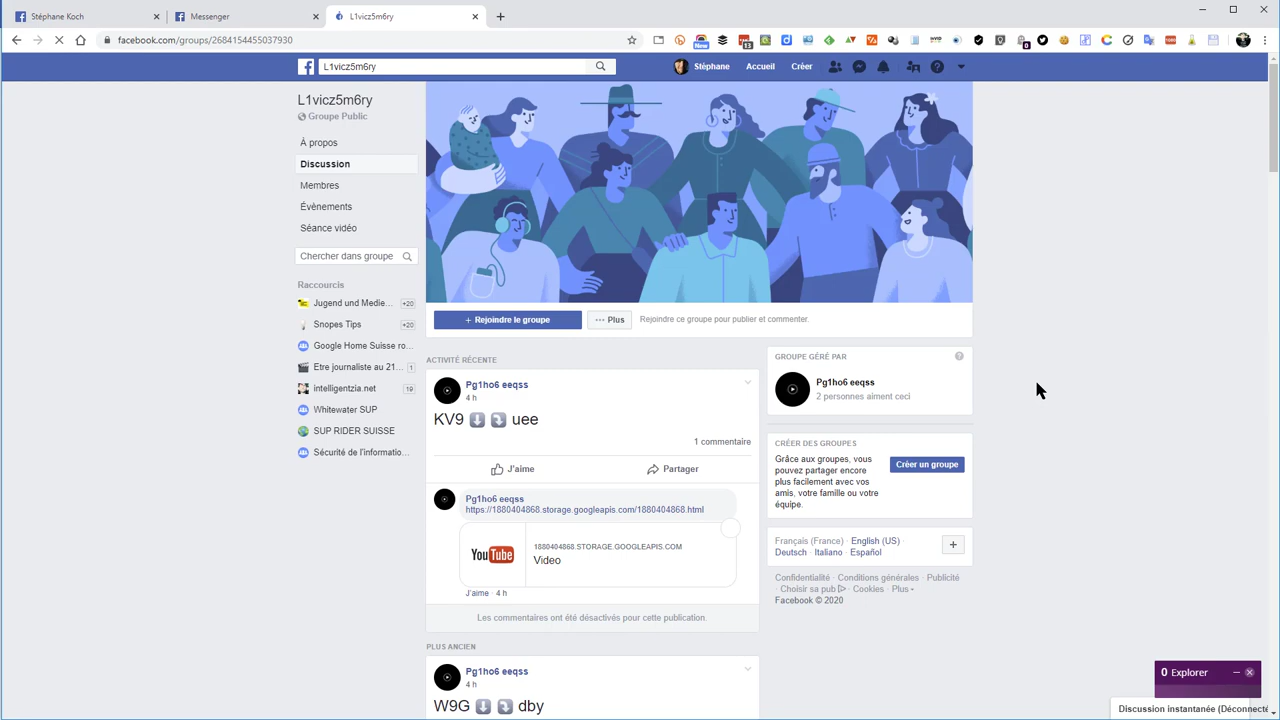 Stéphane Koch
Messenger
L1vicz5m6ry
facebook.com/groups/2684154455037930
New
13
0
L1vicz5m6ry
Stéphane
Accueil
Créer
L1vicz5m6ry
Groupe Public
À propos
Discussion
Membres
Évènements
Séance vidéo
Chercher dans groupe
Raccourcis
Jugend und Medie... +20
Snopes Tips +20
Google Home Suisse ro...
Etre journaliste au 21... 1
intelligentzia.net 19
Whitewater SUP
SUP RIDER SUISSE
Sécurité de l'informatio...
+ Rejoindre le groupe
••• Plus
Rejoindre ce groupe pour publier et commenter.
ACTIVITÉ RÉCENTE
Pg1ho6 eeqss
4 h
KV9 ⬇️ ⤵️ uee
1 commentaire
J'aime
Partager
Pg1ho6 eeqss
https://1880404868.storage.googleapis.com/1880404868.html
YouTube
1880404868.STORAGE.GOOGLEAPIS.COM
Video
J'aime · 4 h
Les commentaires ont été désactivés pour cette publication.
PLUS ANCIEN
Pg1ho6 eeqss
4 h
W9G ⬇️ ⤵️ dby
GROUPE GÉRÉ PAR
Pg1ho6 eeqss
2 personnes aiment ceci
CRÉER DES GROUPES
Grâce aux groupes, vous
pouvez partager encore
plus facilement avec vos
amis, votre famille ou votre
équipe.
Créer un groupe
Français (France) · English (US) ·
Deutsch · Italiano · Español
Confidentialité · Conditions générales · Publicité
· Choisir sa pub · Cookies · Plus
Facebook © 2020
0 Explorer
Discussion instantanée (Déconnecté